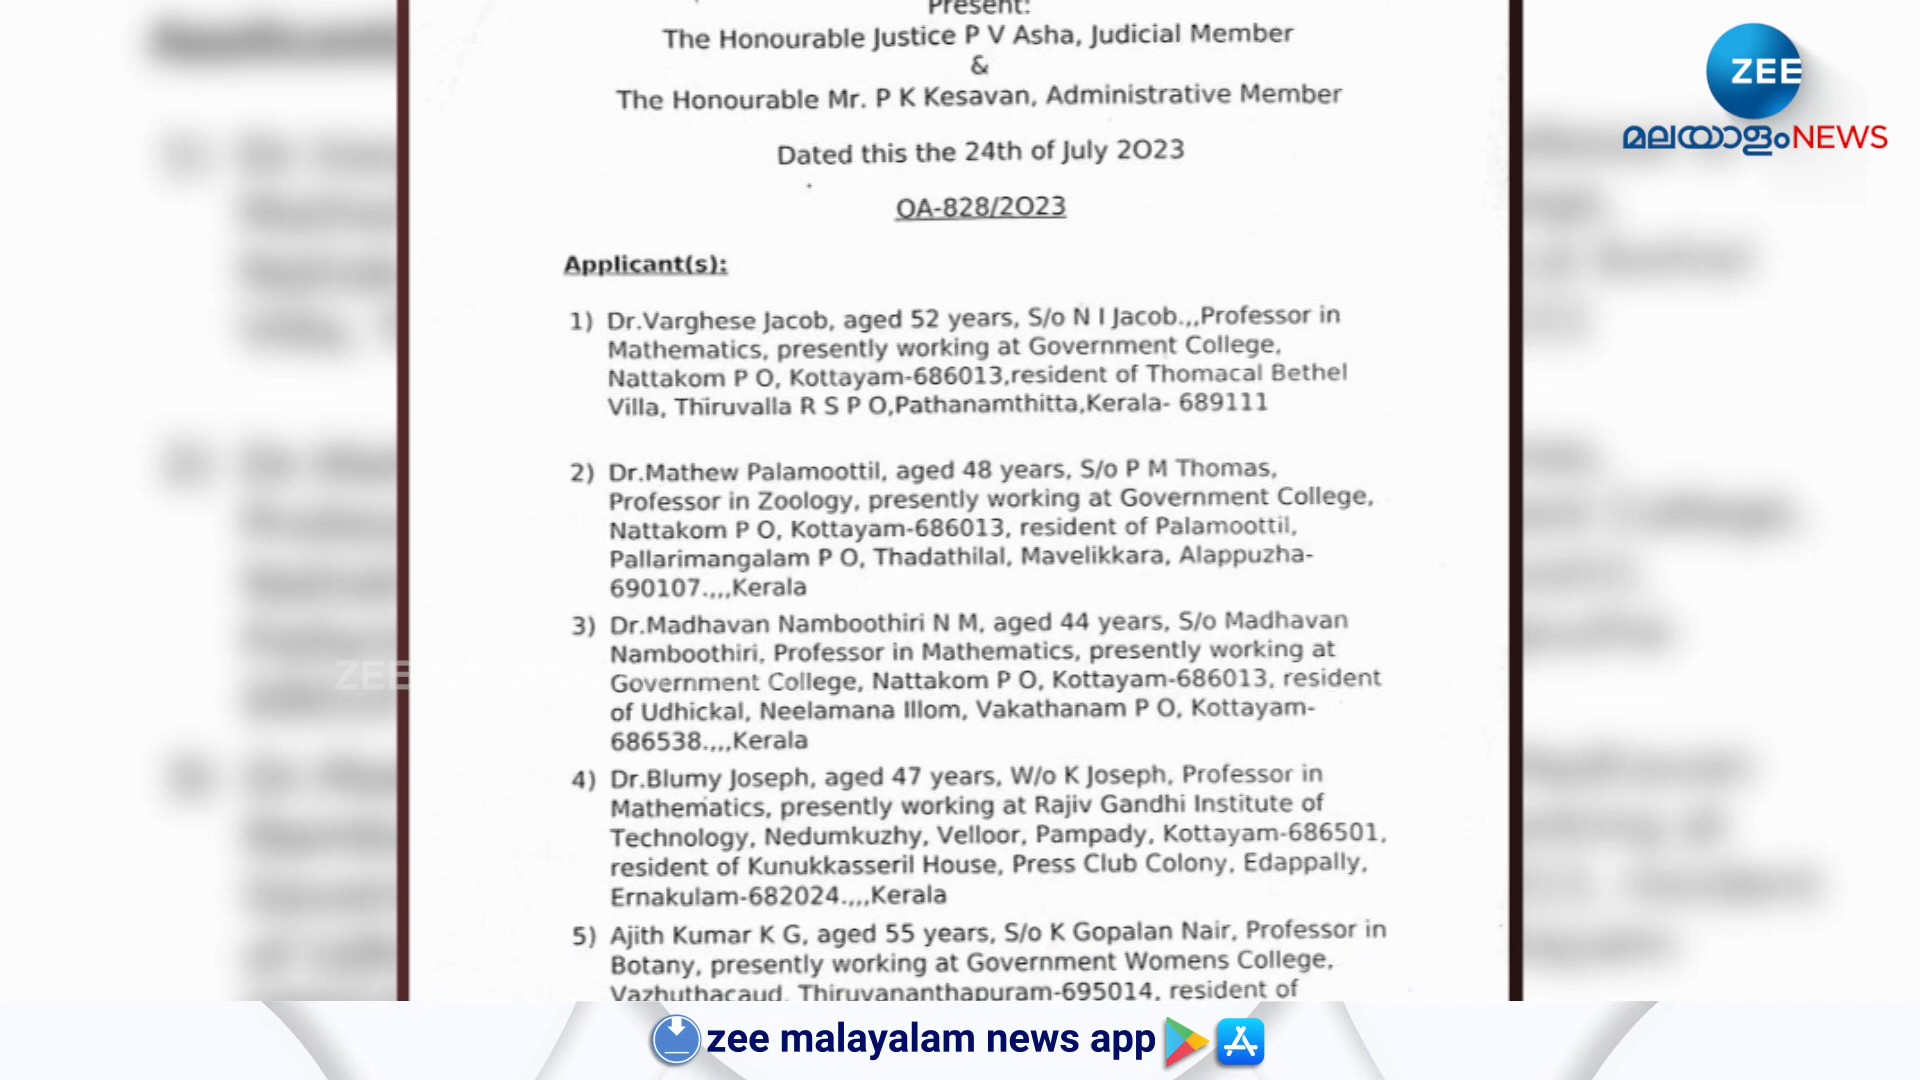 Present:
The Honourable Justice P V Asha, Judicial Member
&
The Honourable Mr. P K Kesavan, Administrative Member
Dated this the 24th of July 2023
OA-828/2023
Applicant(s):
1) Dr.Varghese Jacob, aged 52 years, S/o N I Jacob.,,Professor in
Mathematics, presently working at Government College,
Nattakom P O, Kottayam-686013,resident of Thomacal Bethel
Villa, Thiruvalla R S P O,Pathanamthitta,Kerala- 689111
2) Dr.Mathew Palamoottil, aged 48 years, S/o P M Thomas,
Professor in Zoology, presently working at Government College,
Nattakom P O, Kottayam-686013, resident of Palamoottil,
Pallarimangalam P O, Thadathilal, Mavelikkara, Alappuzha-
690107.,,,Kerala
3) Dr.Madhavan Namboothiri N M, aged 44 years, S/o Madhavan
Namboothiri, Professor in Mathematics, presently working at
Government College, Nattakom P O, Kottayam-686013, resident
of Udhickal, Neelamana Illom, Vakathanam P O, Kottayam-
686538.,,,Kerala
4) Dr.Blumy Joseph, aged 47 years, W/o K Joseph, Professor in
Mathematics, presently working at Rajiv Gandhi Institute of
Technology, Nedumkuzhy, Velloor, Pampady, Kottayam-686501,
resident of Kunukkasseril House, Press Club Colony, Edappally,
Ernakulam-682024.,,,Kerala
5) Ajith Kumar K G, aged 55 years, S/o K Gopalan Nair, Professor in
Botany, presently working at Government Womens College,
Vazhuthacaud, Thiruvananthapuram-695014, resident of
ZEE
മലയാളം NEWS
ZEE MALAYAL
zee malayalam news app